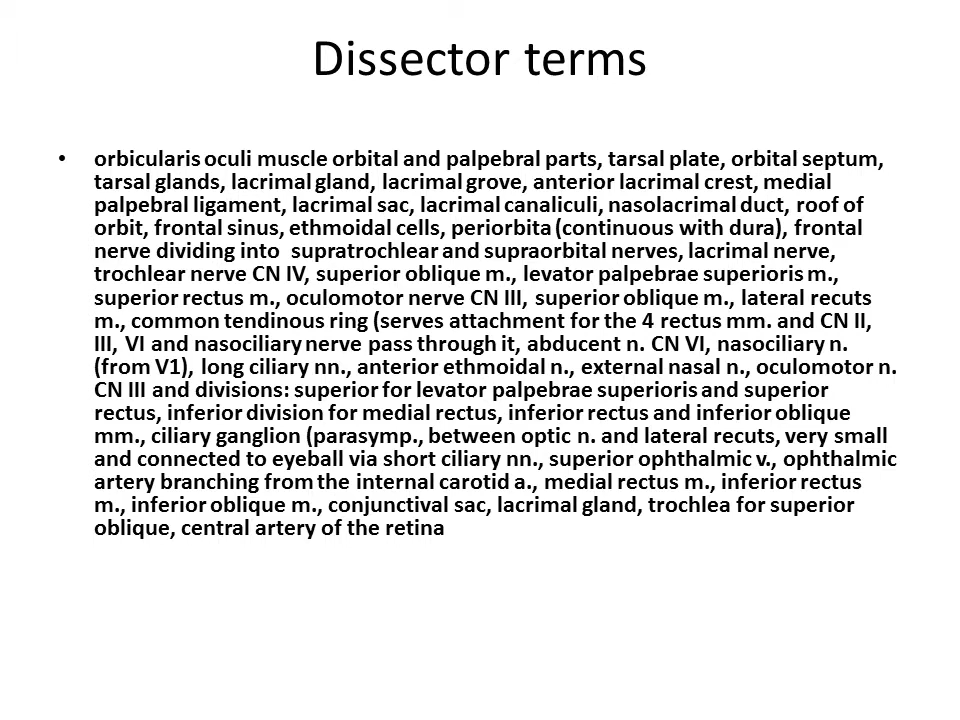 Dissector terms
• orbicularis oculi muscle orbital and palpebral parts, tarsal plate, orbital septum,
tarsal glands, lacrimal gland, lacrimal grove, anterior lacrimal crest, medial
palpebral ligament, lacrimal sac, lacrimal canaliculi, nasolacrimal duct, roof of
orbit, frontal sinus, ethmoidal cells, periorbita (continuous with dura), frontal
nerve dividing into  supratrochlear and supraorbital nerves, lacrimal nerve,
trochlear nerve CN IV, superior oblique m., levator palpebrae superioris m.,
superior rectus m., oculomotor nerve CN III, superior oblique m., lateral recuts
m., common tendinous ring (serves attachment for the 4 rectus mm. and CN II,
III, VI and nasociliary nerve pass through it, abducent n. CN VI, nasociliary n.
(from V1), long ciliary nn., anterior ethmoidal n., external nasal n., oculomotor n.
CN III and divisions: superior for levator palpebrae superioris and superior
rectus, inferior division for medial rectus, inferior rectus and inferior oblique
mm., ciliary ganglion (parasymp., between optic n. and lateral recuts, very small
and connected to eyeball via short ciliary nn., superior ophthalmic v., ophthalmic
artery branching from the internal carotid a., medial rectus m., inferior rectus
m., inferior oblique m., conjunctival sac, lacrimal gland, trochlea for superior
oblique, central artery of the retina